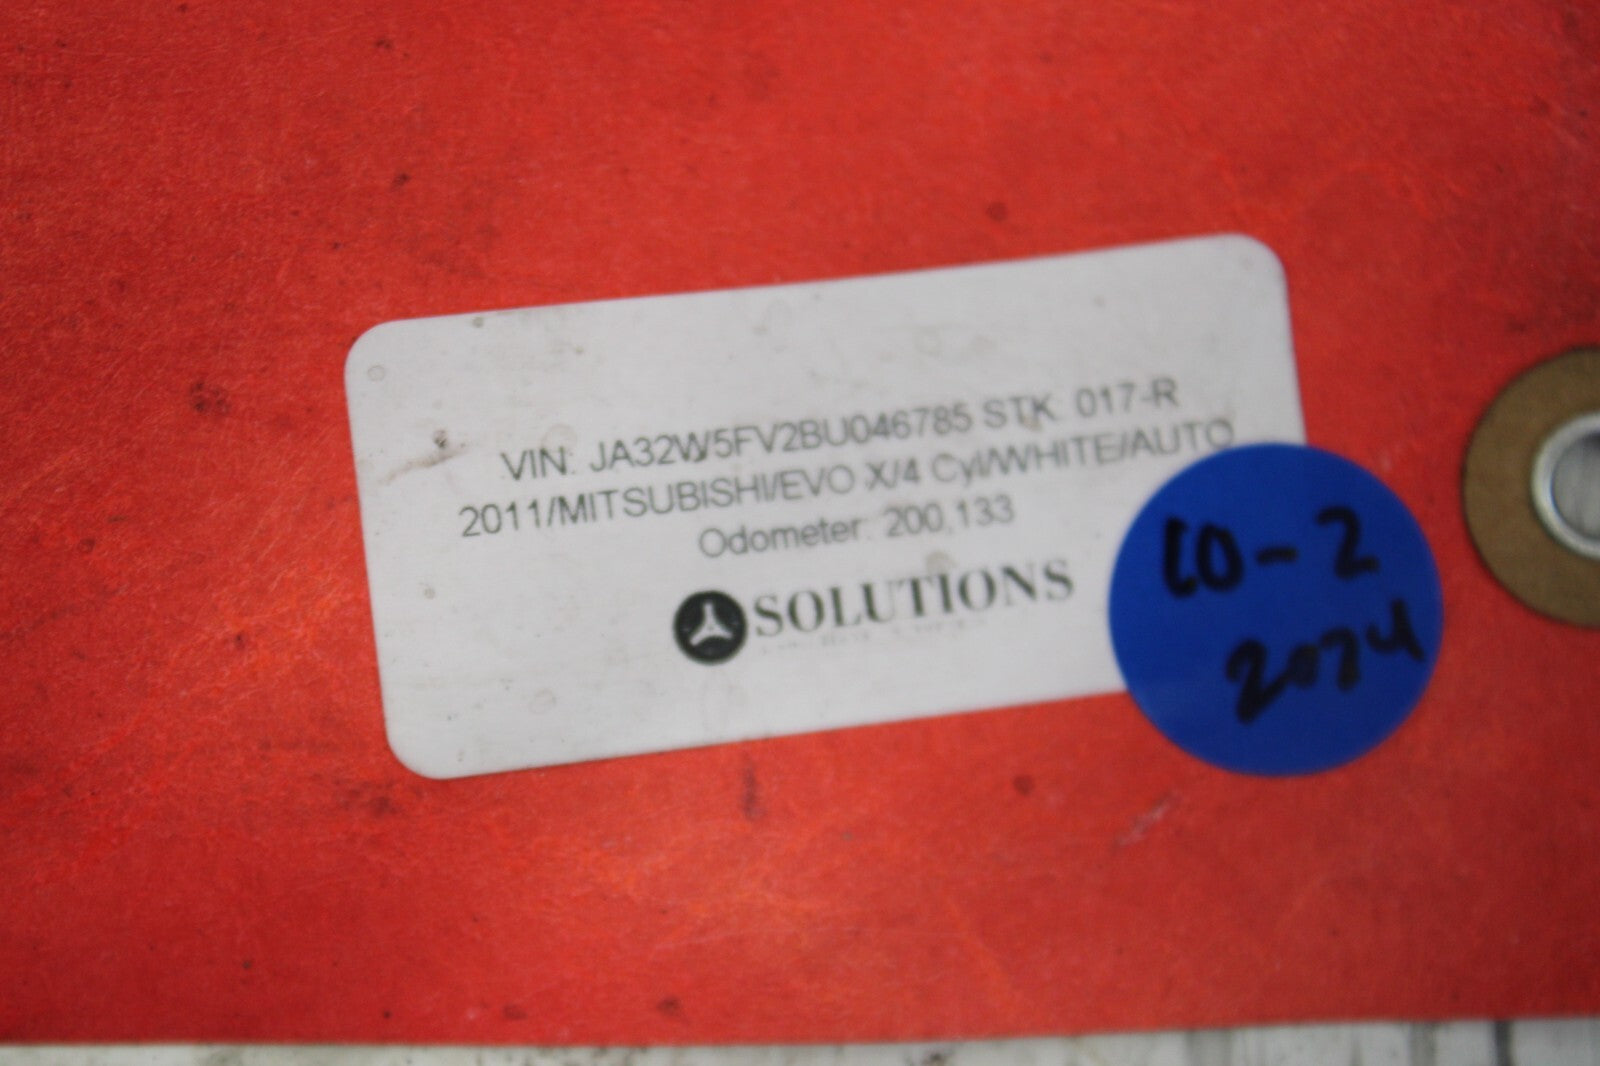 VIN: JA32W5FV2BU046785 STK: 017-R
2011/MITSUBISHI/EVO X/4 Cyl/WHITE/AUTO
Odometer: 200,133
SOLUTIONS
10-2
2024